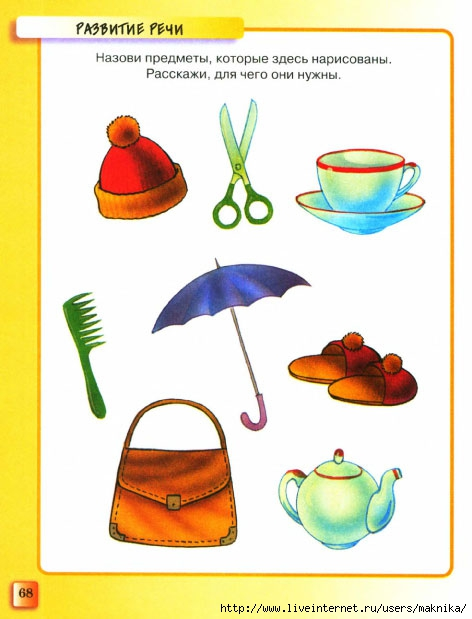 РАЗВИТИЕ РЕЧИ
Назови предметы, которые здесь нарисованы.
Расскажи, для чего они нужны.
68
http://www.liveinternet.ru/users/maknika/